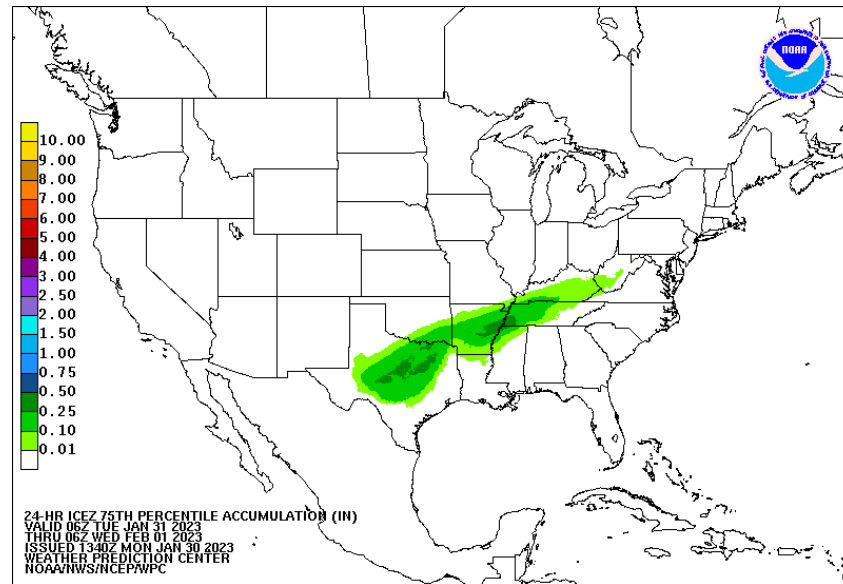 NOAA
10.00
9.00
8.00
7.00
6.00
5.00
4.00
3.00
2.50
2.00
1.50
1.00
0.75
0.50
0.25
0.10
0.01
24-HR ICEZ 75TH PERCENTILE ACCUMULATION (IN)
VALID 06Z TUE JAN 31 2023
THRU 06Z WED FEB 01 2023
ISSUED 1340Z MON JAN 30 2023
WEATHER PREDICTION CENTER
NOAA/NWS/NCEP/WPC